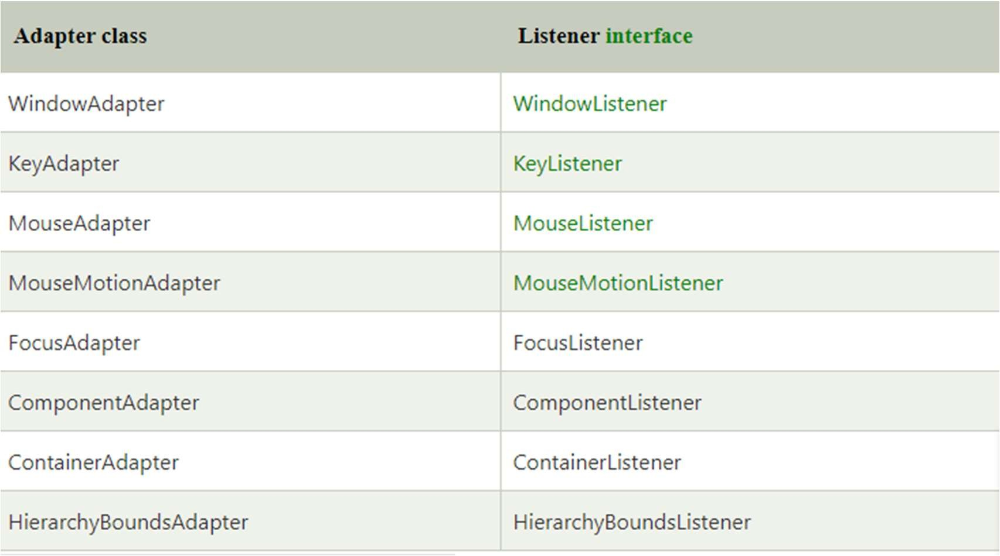 Adapter class Listener interface
WindowAdapter WindowListener
KeyAdapter KeyListener
MouseAdapter MouseListener
MouseMotionAdapter MouseMotionListener
FocusAdapter FocusListener
ComponentAdapter ComponentListener
ContainerAdapter ContainerListener
HierarchyBoundsAdapter HierarchyBoundsListener